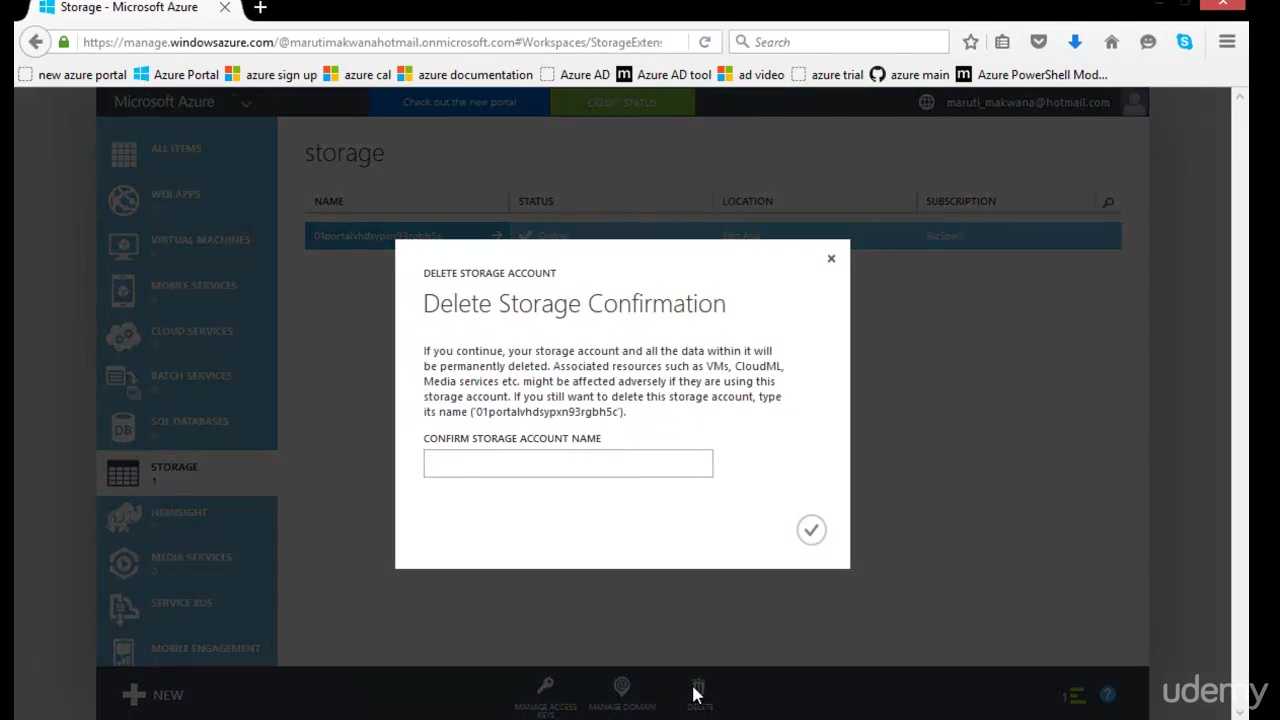 Storage - Microsoft Azure
https://manage.windowsazure.com/@marutimakwanahotmail.onmicrosoft.com#Workspaces/StorageExtens
Search
new azure portal Azure Portal azure sign up azure cal azure documentation Azure AD Azure AD tool ad video azure trial azure main Azure PowerShell Mod...
Microsoft Azure Check out the new portal CREDIT STATUS maruti_makwana@hotmail.com
ALL ITEMS
WEB APPS
VIRTUAL MACHINES
0
MOBILE SERVICES
0
CLOUD SERVICES
BATCH SERVICES
SQL DATABASES
0
STORAGE
1
HDINSIGHT
MEDIA SERVICES
SERVICE BUS
MOBILE ENGAGEMENT
storage
NAME STATUS LOCATION SUBSCRIPTION
01portalvhdsypxn93rgbh5c Online East Asia BizSpark
DELETE STORAGE ACCOUNT
Delete Storage Confirmation
If you continue, your storage account and all the data within it will
be permanently deleted. Associated resources such as VMs, CloudML,
Media services etc. might be affected adversely if they are using this
storage account. If you still want to delete this storage account, type
its name ('01portalvhdsypxn93rgbh5c').
CONFIRM STORAGE ACCOUNT NAME
NEW
MANAGE ACCESS
KEYS
MANAGE DOMAIN
DELETE
1
udemy